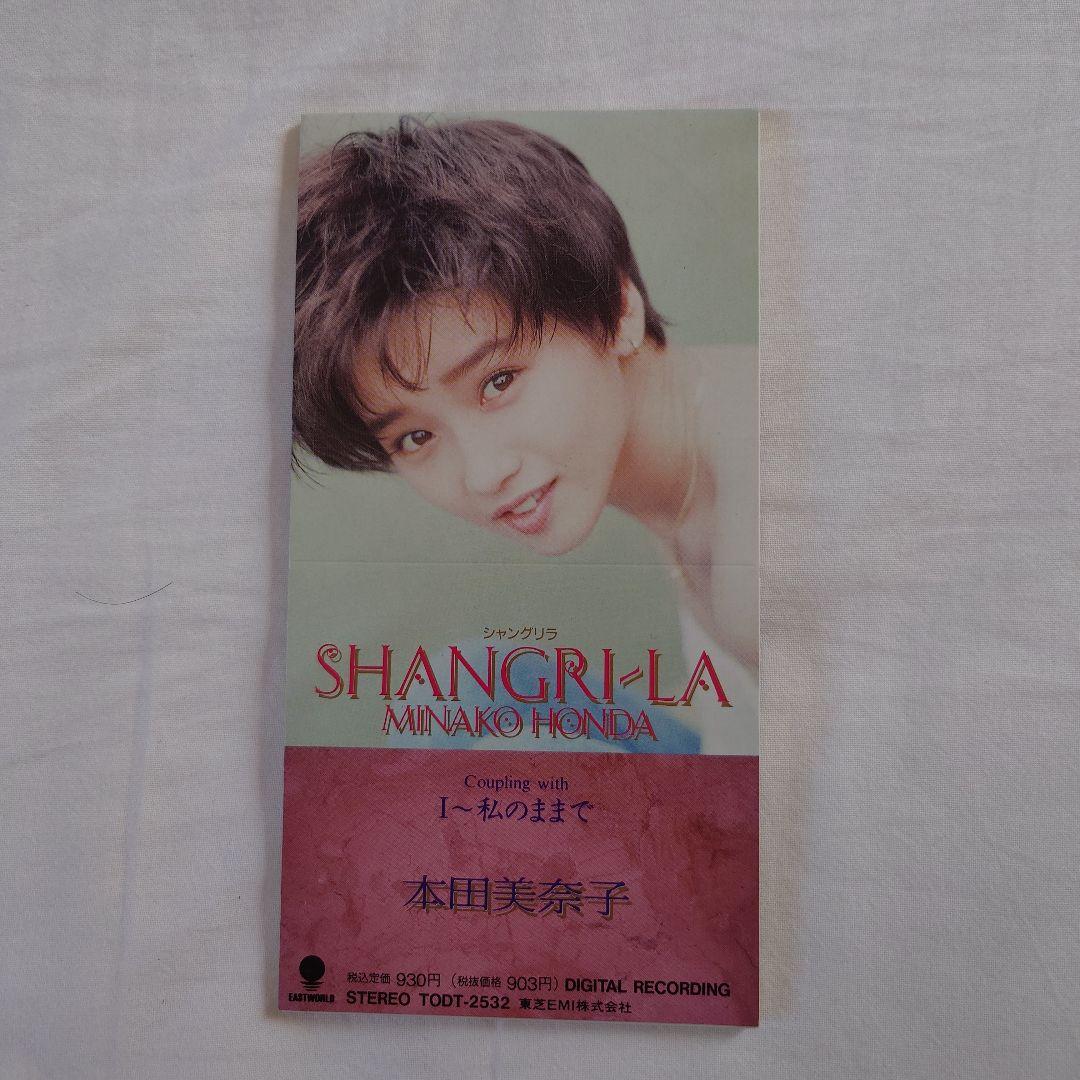 シャングリラ
SHANGRI-LA
MINAKO HONDA
Coupling with
I～私のままで
本田美奈子
税込定価 930円 (税抜価格 903円) DIGITAL RECORDING
EASTWORLD
STEREO TODT-2532 東芝EMI株式会社